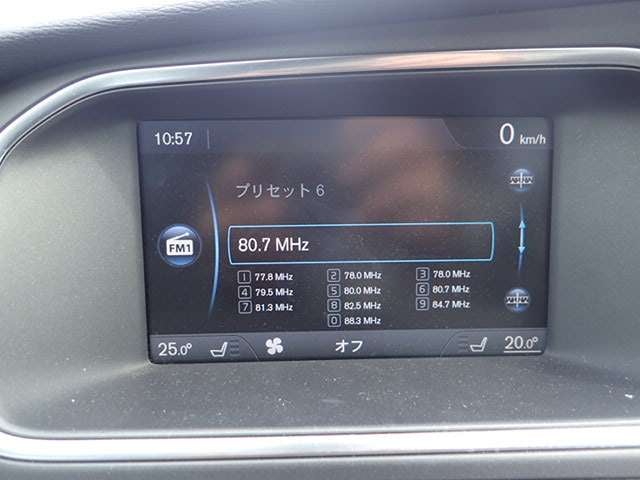 10:57 0 km/h
プリセット 6
FM1
80.7 MHz
1 77.8 MHz 2 78.0 MHz 3 78.0 MHz
4 79.5 MHz 5 80.0 MHz 6 80.7 MHz
7 81.3 MHz 8 82.5 MHz 9 84.7 MHz
0 88.3 MHz
25.0° オフ 20.0°